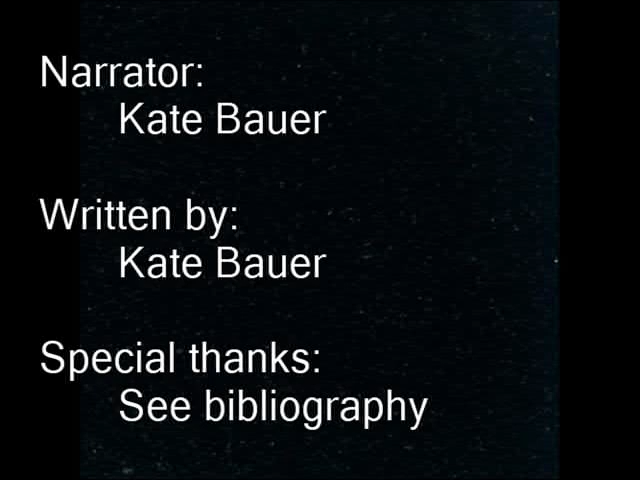 Narrator:
Kate Bauer
Written by:
Kate Bauer
Special thanks:
See bibliography